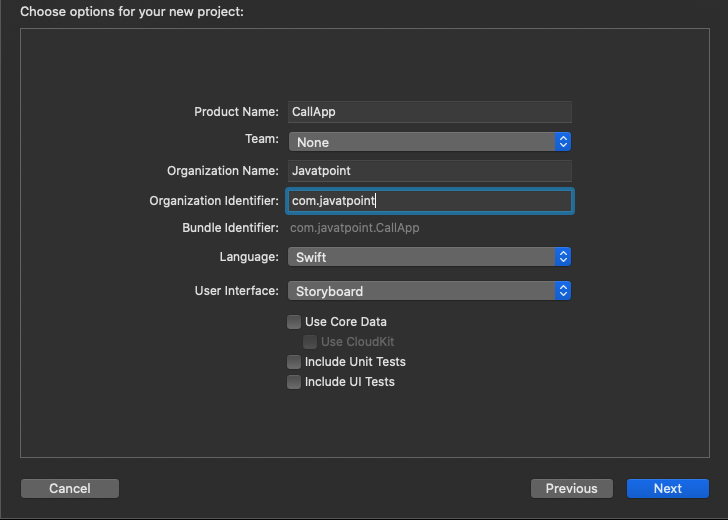 Choose options for your new project:
Product Name: CallApp
Team: None
Organization Name: Javatpoint
Organization Identifier: com.javatpoint
Bundle Identifier: com.javatpoint.CallApp
Language: Swift
User Interface: Storyboard
Use Core Data
Use CloudKit
Include Unit Tests
Include UI Tests
Cancel Previous Next